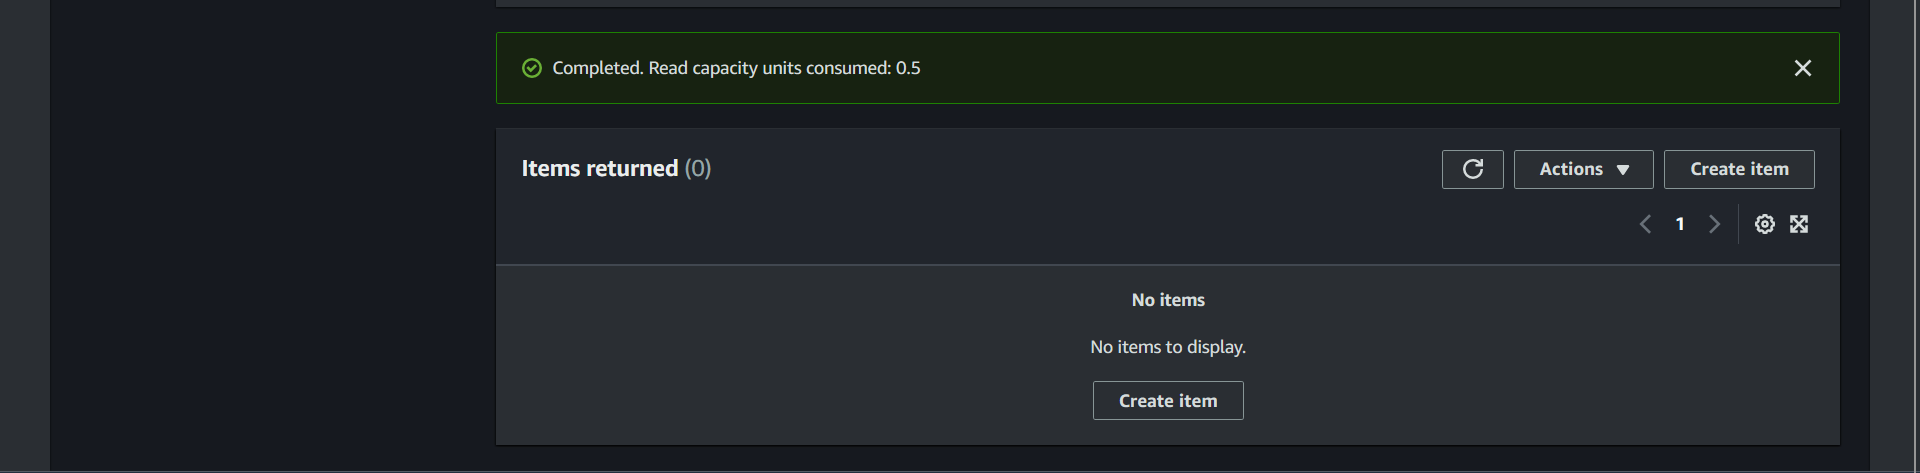 Completed. Read capacity units consumed: 0.5
Items returned (0)
Actions
Create item
1
No items
No items to display.
Create item